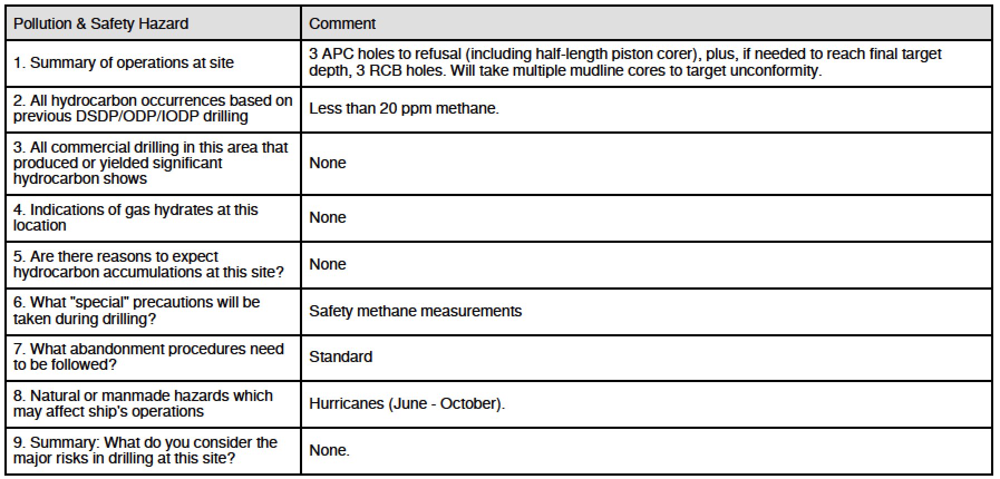 Pollution & Safety Hazard
Comment
1. Summary of operations at site
3 APC holes to refusal (including half-length piston corer), plus, if needed to reach final target
depth, 3 RCB holes. Will take multiple mudline cores to target unconformity.
2. All hydrocarbon occurrences based on
previous DSDP/ODP/IODP drilling
Less than 20 ppm methane.
3. All commercial drilling in this area that
produced or yielded significant
hydrocarbon shows
None
4. Indications of gas hydrates at this
location
None
5. Are there reasons to expect
hydrocarbon accumulations at this site?
None
6. What "special" precautions will be
taken during drilling?
Safety methane measurements
7. What abandonment procedures need
to be followed?
Standard
8. Natural or manmade hazards which
may affect ship's operations
Hurricanes (June - October).
9. Summary: What do you consider the
major risks in drilling at this site?
None.